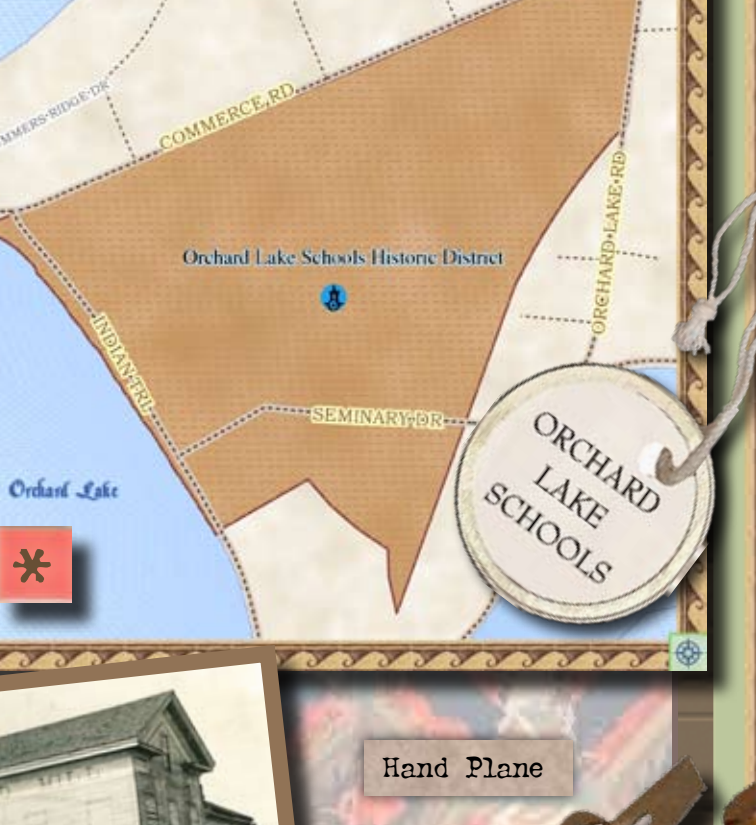 COMMERCE RD
Orchard Lake Schools Historic District
ORCHARD LAKE RD
INDIAN TRL
SEMINARY DR
Orchard Lake
ORCHARD
LAKE
SCHOOLS
*
Hand Plane